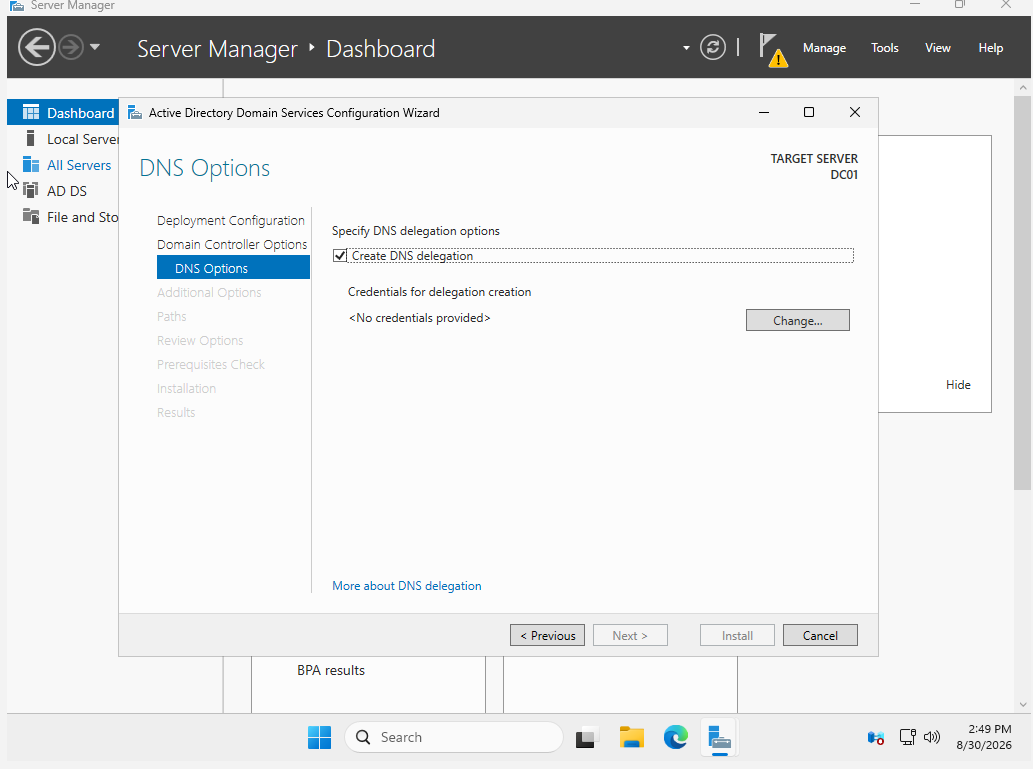 Server Manager
Server Manager • Dashboard
Manage Tools View Help
Dashboard
Local Server
All Servers
AD DS
File and Sto
Active Directory Domain Services Configuration Wizard
DNS Options
TARGET SERVER
DC01
Deployment Configuration
Domain Controller Options
DNS Options
Additional Options
Paths
Review Options
Prerequisites Check
Installation
Results
Specify DNS delegation options
Create DNS delegation
Credentials for delegation creation
<No credentials provided>
Change...
More about DNS delegation
Hide
< Previous
Next >
Install
Cancel
BPA results
Search
2:49 PM
8/30/2026